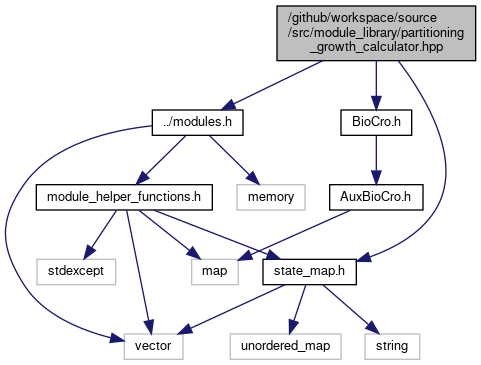 /github/workspace/source
/src/module_library/partitioning
_growth_calculator.hpp
../modules.h
BioCro.h
module_helper_functions.h
memory
AuxBioCro.h
stdexcept
map
state_map.h
vector
unordered_map
string